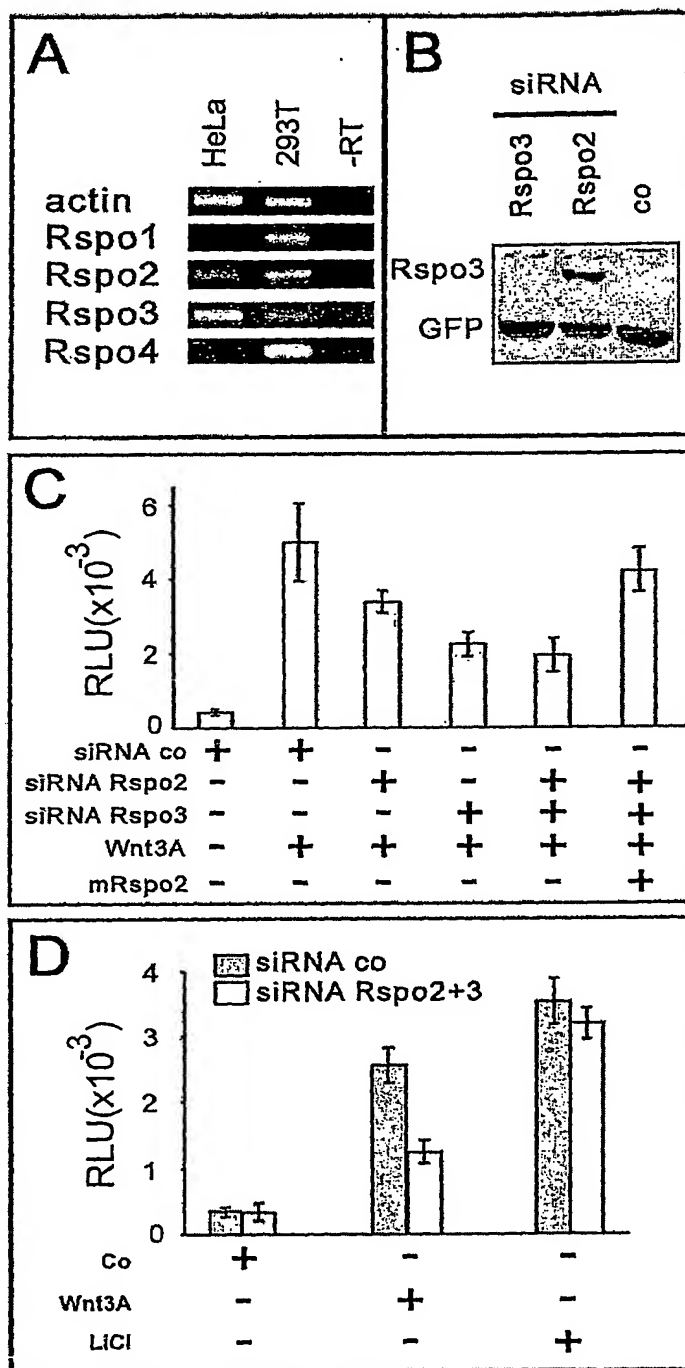 A
HeLa 293T -RT
actin
Rspo1
Rspo2
Rspo3
Rspo4
B
siRNA
Rspo3 Rspo2 co
Rspo3
GFP
C
RLU(x10⁻³)
6
4
2
0
siRNA co + + - - - -
siRNA Rspo2 - - + - + +
siRNA Rspo3 - - - + + +
Wnt3A - + + + + +
mRspo2 - - - - - +
D
siRNA co
siRNA Rspo2+3
RLU(x10⁻³)
4
3
2
1
0
Co + - -
Wnt3A - + -
LiCl - - +